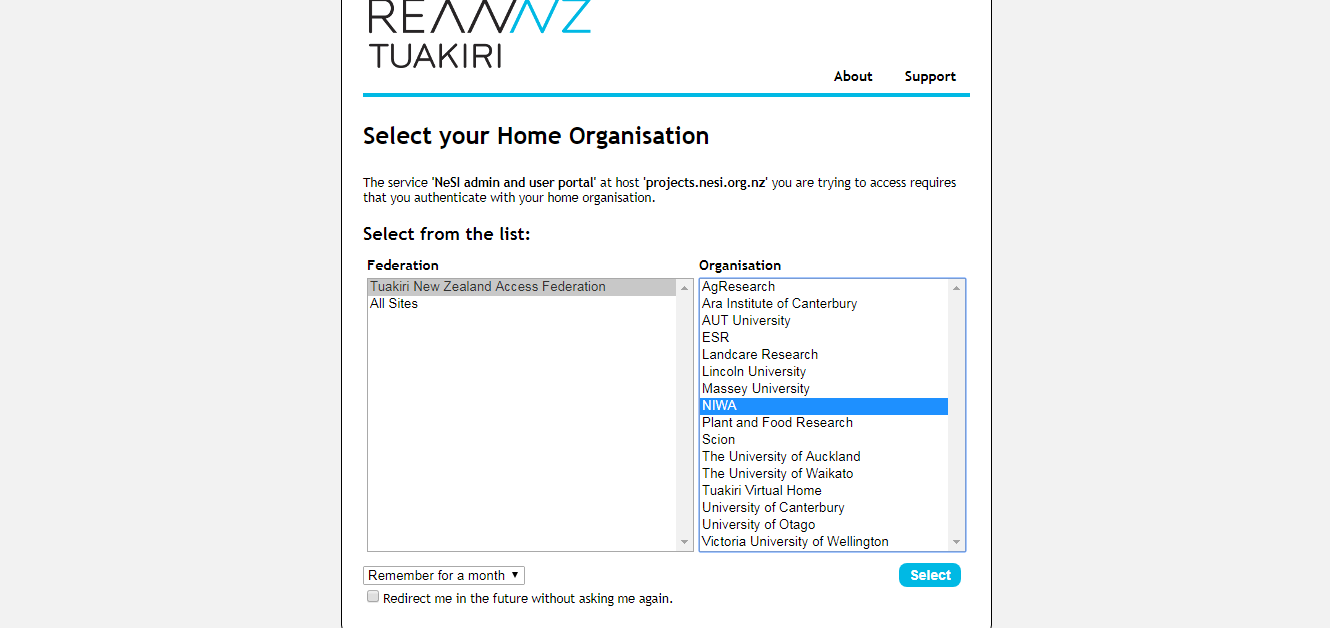 REANNZ
TUAKIRI
About Support
Select your Home Organisation
The service 'NeSI admin and user portal' at host 'projects.nesi.org.nz' you are trying to access requires
that you authenticate with your home organisation.
Select from the list:
Federation
Tuakiri New Zealand Access Federation
All Sites
Organisation
AgResearch
Ara Institute of Canterbury
AUT University
ESR
Landcare Research
Lincoln University
Massey University
NIWA
Plant and Food Research
Scion
The University of Auckland
The University of Waikato
Tuakiri Virtual Home
University of Canterbury
University of Otago
Victoria University of Wellington
Remember for a month
Select
Redirect me in the future without asking me again.